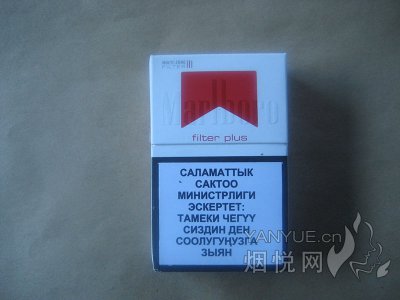 Marlboro
filter plus
САЛАМАТТЫК
САКТОО
МИНИСТРЛИГИ
ЭСКЕРТЕТ:
ТАМЕКИ ЧЕГҮҮ
СИЗДИН ДЕН
СООЛУГУҢУЗГА
ЗЫЯН
YANYUE.cn
烟悦网